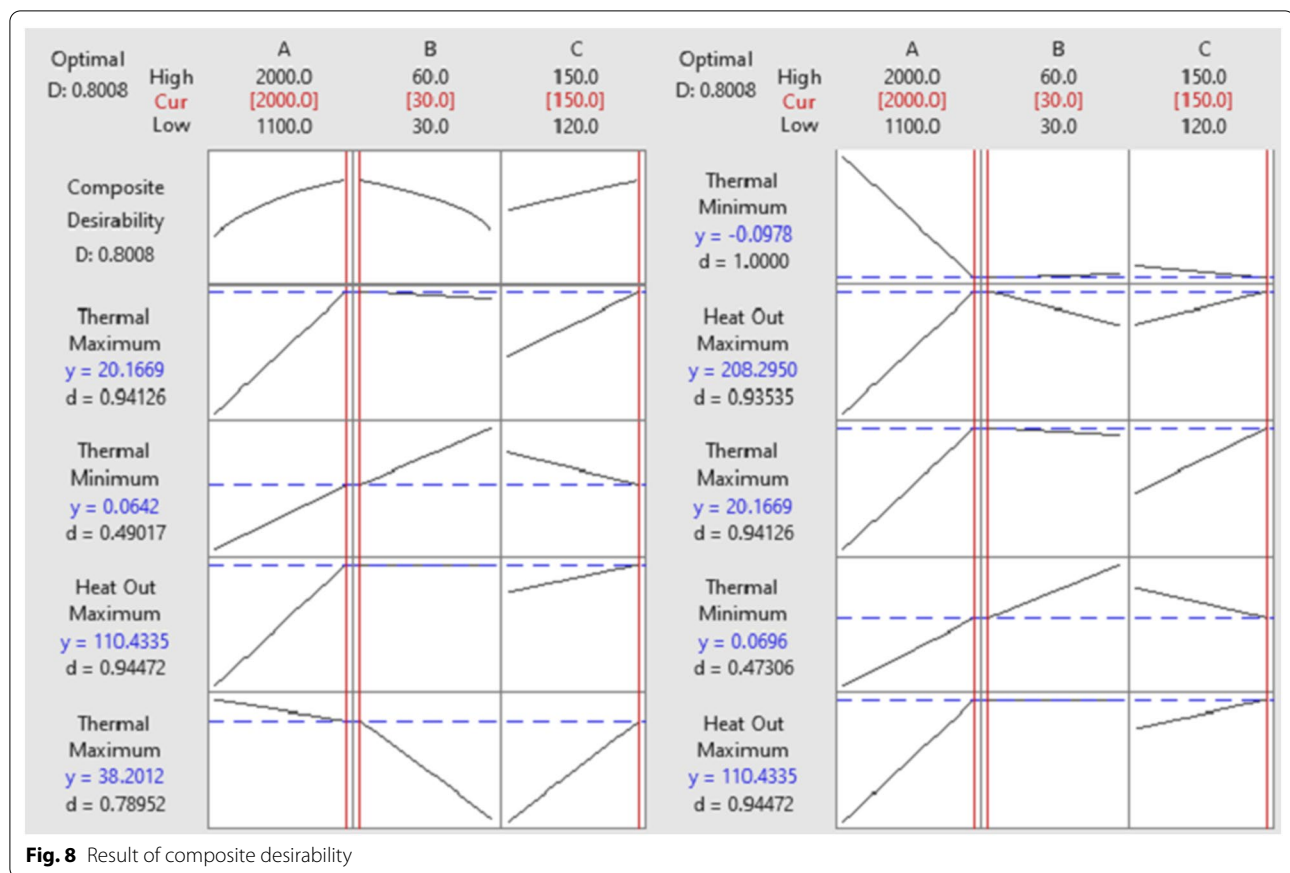 Optimal
D: 0.8008
High
Cur
Low
A
2000.0
[2000.0]
1100.0
B
60.0
[30.0]
30.0
C
150.0
[150.0]
120.0
Composite
Desirability
D: 0.8008
Thermal
Maximum
y = 20.1669
d = 0.94126
Thermal
Minimum
y = 0.0642
d = 0.49017
Heat Out
Maximum
y = 110.4335
d = 0.94472
Thermal
Maximum
y = 38.2012
d = 0.78952
Optimal
D: 0.8008
High
Cur
Low
A
2000.0
[2000.0]
1100.0
B
60.0
[30.0]
30.0
C
150.0
[150.0]
120.0
Thermal
Minimum
y = -0.0978
d = 1.0000
Heat Out
Maximum
y = 208.2950
d = 0.93535
Thermal
Maximum
y = 20.1669
d = 0.94126
Thermal
Minimum
y = 0.0696
d = 0.47306
Heat Out
Maximum
y = 110.4335
d = 0.94472
Fig. 8 Result of composite desirability